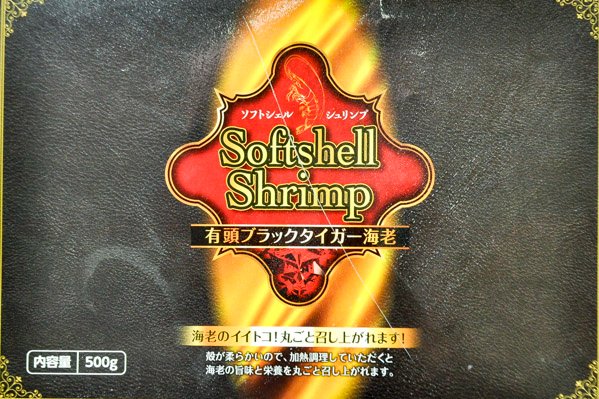 ソフトシェル シュリンプ
Softshell
Shrimp
有頭ブラックタイガー海老
海老のイイトコ!丸ごと召し上がれます!
殻が柔らかいので、加熱調理していただくと
海老の旨味と栄養を丸ごと召し上がれます。
内容量 500g